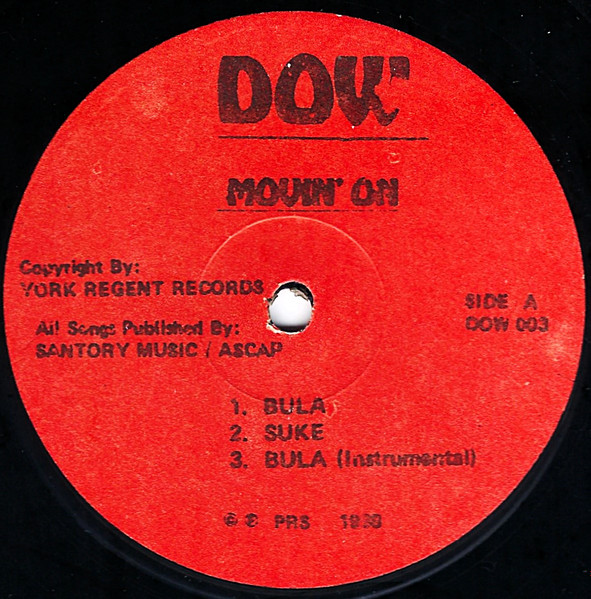 DOW
MOVIN' ON
Copyright By:
YORK REGENT RECORDS
SIDE A
DOW 003
All Songs Published By:
SANTORY MUSIC / ASCAP
1. BULA
2. SUKE
3. BULA (Instrumental)
© ℗ PRS